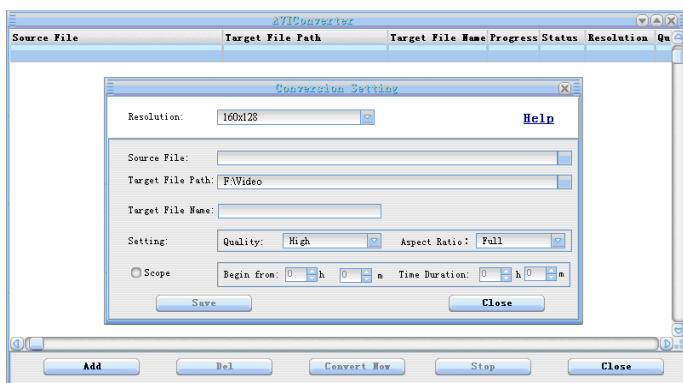 AVIConverter
Source File Target File Path Target File Name Progress Status Resolution Qu
Conversion Setting
Resolution: 160x128 Help
Source File:
Target File Path: F:\Video
Target File Name:
Setting: Quality: High Aspect Ratio: Full
Scope Begin from: 0 h 0 m Time Duration: 0 h 0 m
Save Close
Add Del Convert Now Stop Close